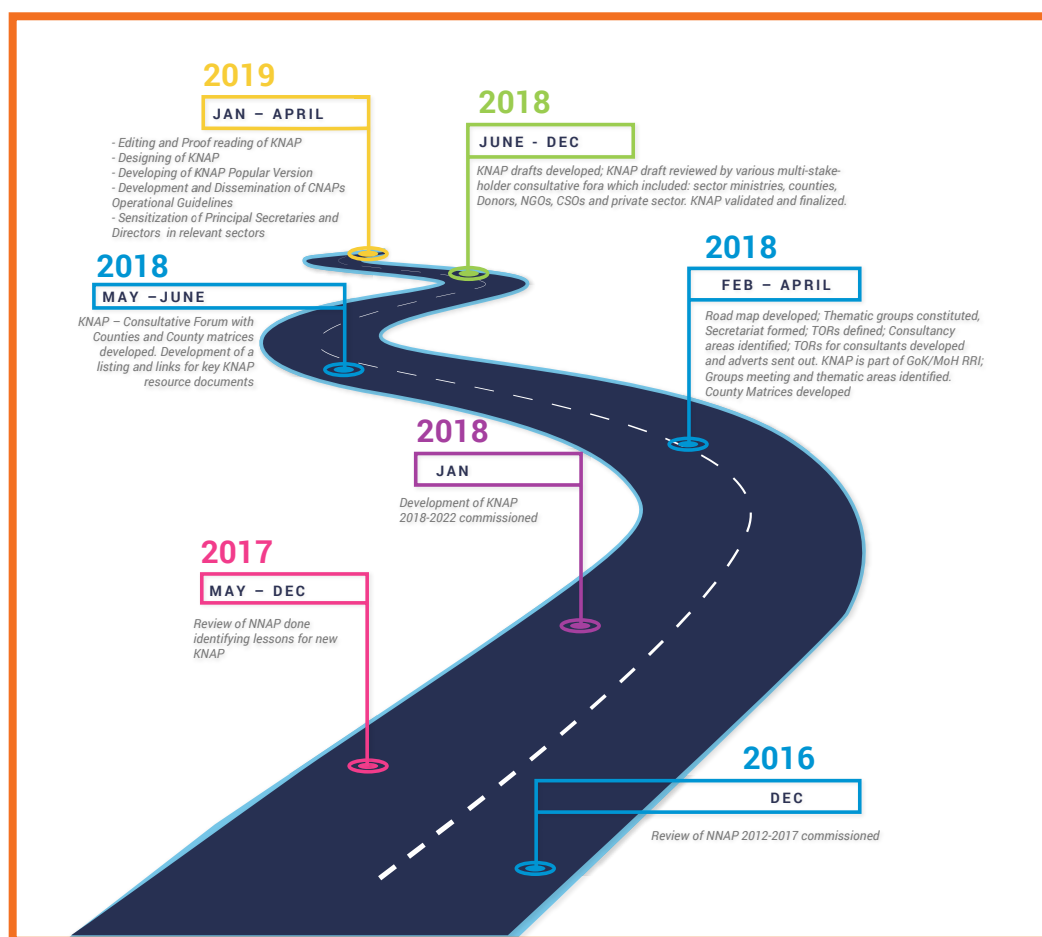 2019
JAN – APRIL
- Editing and Proof reading of KNAP
- Designing of KNAP
- Developing of KNAP Popular Version
- Development and Dissemination of CNAPs
Operational Guidelines
- Sensitization of Principal Secretaries and
Directors in relevant sectors
2018
JUNE - DEC
KNAP drafts developed; KNAP draft reviewed by various multi-stake-
holder consultative fora which included: sector ministries, counties,
Donors, NGOs, CSOs and private sector. KNAP validated and finalized.
2018
MAY –JUNE
KNAP – Consultative Forum with
Counties and County matrices
developed. Development of a
listing and links for key KNAP
resource documents
2018
FEB – APRIL
Road map developed; Thematic groups constituted,
Secretariat formed; TORs defined; Consultancy
areas identified; TORs for consultants developed
and adverts sent out. KNAP is part of GoK/MoH RRI;
Groups meeting and thematic areas identified.
County Matrices developed
2018
JAN
Development of KNAP
2018-2022 commissioned
2017
MAY – DEC
Review of NNAP done
identifying lessons for new
KNAP
2016
DEC
Review of NNAP 2012-2017 commissioned